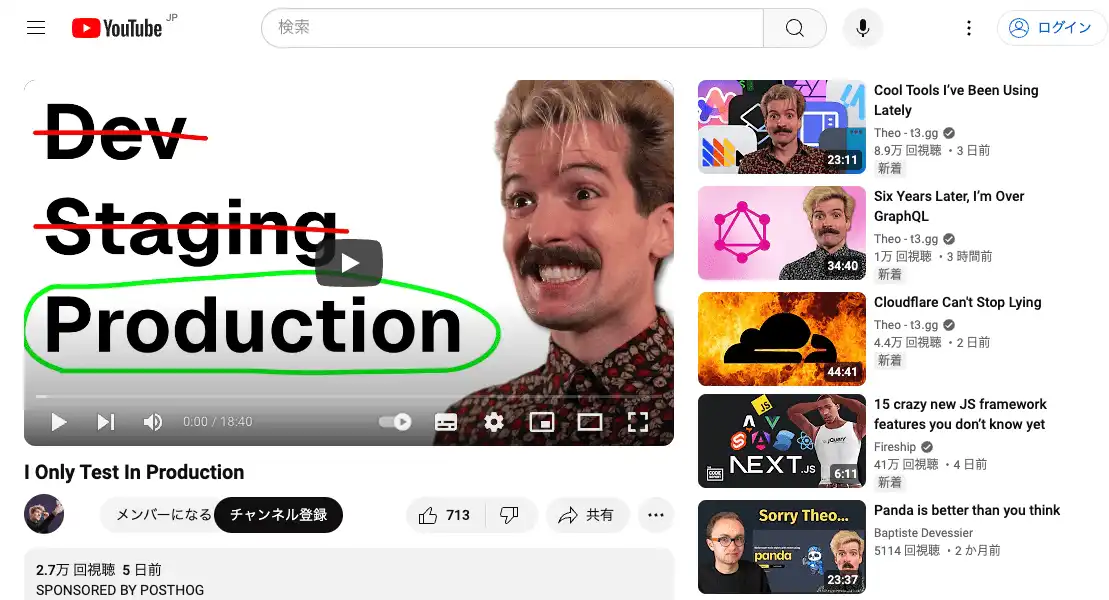 YouTube JP
検索
ログイン
Dev
Staging
Production
0:00 / 18:40
I Only Test In Production
メンバーになる
チャンネル登録
713
共有
2.7万 回視聴 5 日前
SPONSORED BY POSTHOG
23:11
Cool Tools I’ve Been Using
Lately
Theo - t3.gg
8.9万 回視聴 ・3 日前
新着
34:40
Six Years Later, I’m Over
GraphQL
Theo - t3.gg
1万 回視聴 ・3 時間前
新着
44:41
Cloudflare Can't Stop Lying
Theo - t3.gg
4.4万 回視聴 ・2 日前
新着
JS
jQUERY
NEXT.JS
6:11
15 crazy new JS framework
features you don’t know yet
Fireship
41万 回視聴 ・4 日前
新着
Sorry Theo...
panda
23:37
Panda is better than you think
Baptiste Devessier
5114 回視聴 ・2 か月前